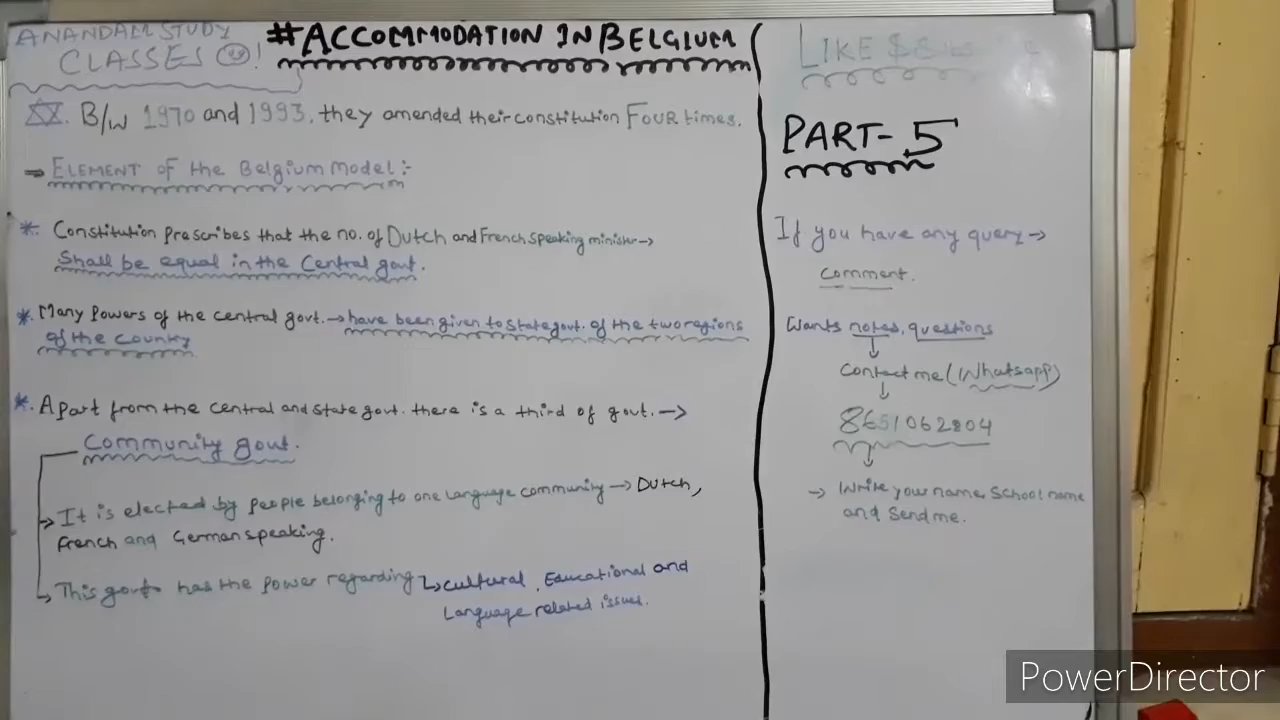 ANANDAM STUDY
CLASSES !
#ACCOMMODATION IN BELGIUM
B/W 1970 and 1993, they amended their constitution FOUR times.
⇒ ELEMENT OF the Belgium Model:-
*. Constitution Prescribes that the no. of Dutch and French speaking minister→
Shall be equal in the Central govt.
*. Many Powers of the central govt.→have been given to state govt. of the two regions
of the country
*. Apart from the central and state govt. there is a third of govt.→
Community govt.
→ It is elected by people belonging to one language community → Dutch,
French and German speaking.
→ This govt has the power regarding ↳ cultural, Educational and
Language related issues.
LIKE
PART-5
If you have any query→
comment.
Wants notes, questions
Contact me (Whatsapp)
8651062804
→ Write your name, School name
and Send me.
PowerDirector